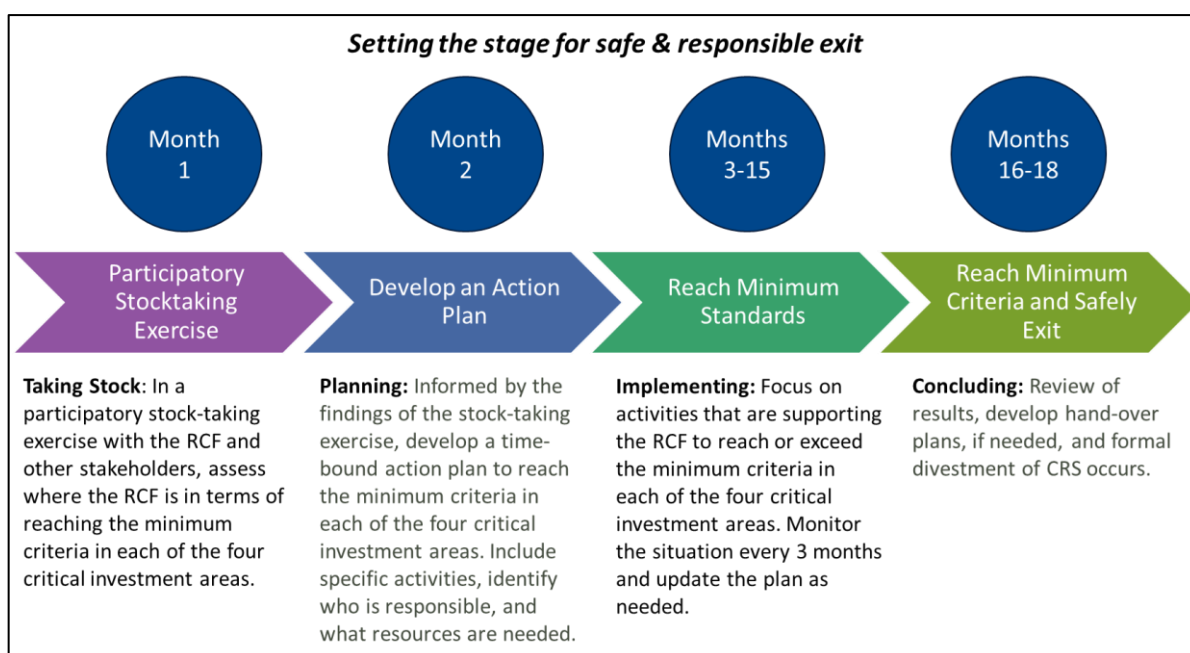 Setting the stage for safe & responsible exit
Month
1
Month
2
Months
3-15
Months
16-18
Participatory
Stocktaking
Exercise
Develop an Action
Plan
Reach Minimum
Standards
Reach Minimum
Criteria and Safely
Exit
Taking Stock: In a
participatory stock-taking
exercise with the RCF and
other stakeholders, assess
where the RCF is in terms of
reaching the minimum
criteria in each of the four
critical investment areas.
Planning: Informed by the
findings of the stock-taking
exercise, develop a time-
bound action plan to reach
the minimum criteria in
each of the four critical
investment areas. Include
specific activities, identify
who is responsible, and
what resources are needed.
Implementing: Focus on
activities that are supporting
the RCF to reach or exceed
the minimum criteria in
each of the four critical
investment areas. Monitor
the situation every 3 months
and update the plan as
needed.
Concluding: Review of
results, develop hand-over
plans, if needed, and formal
divestment of CRS occurs.